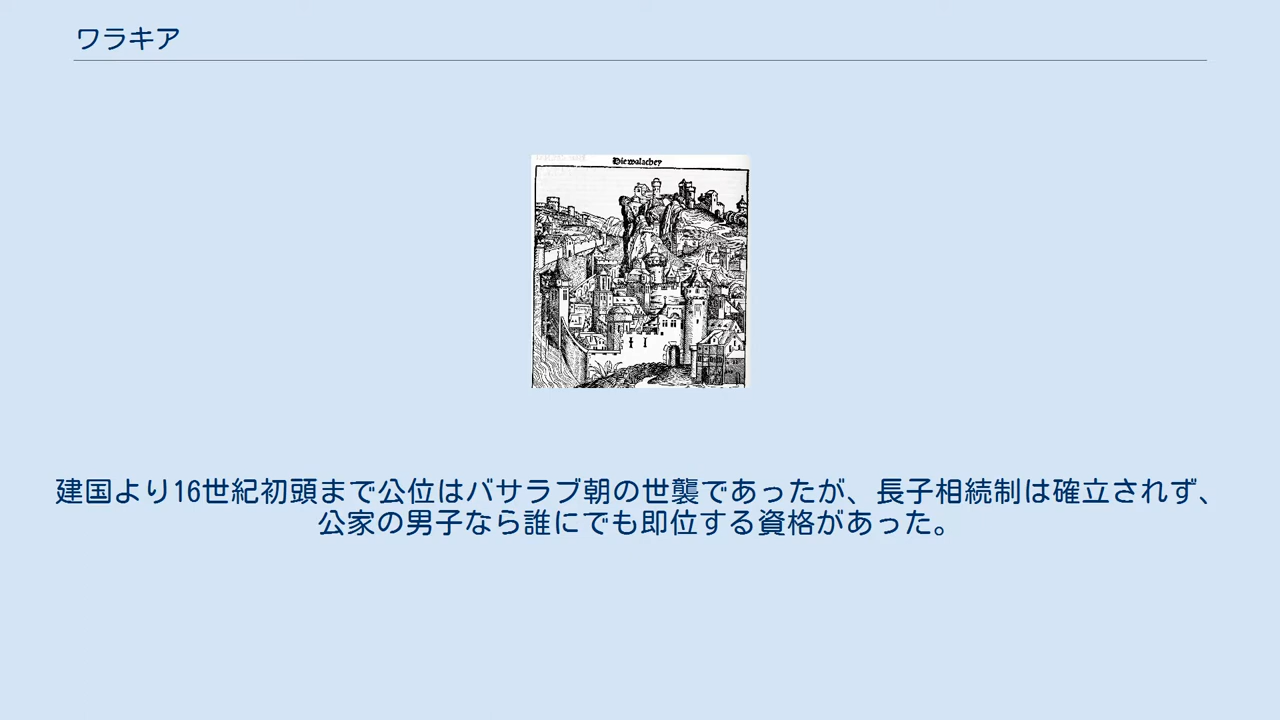 ワラキア
Die walachey
建国より16世紀初頭まで公位はバサラブ朝の世襲であったが、長子相続制は確立されず、
公家の男子なら誰にでも即位する資格があった。